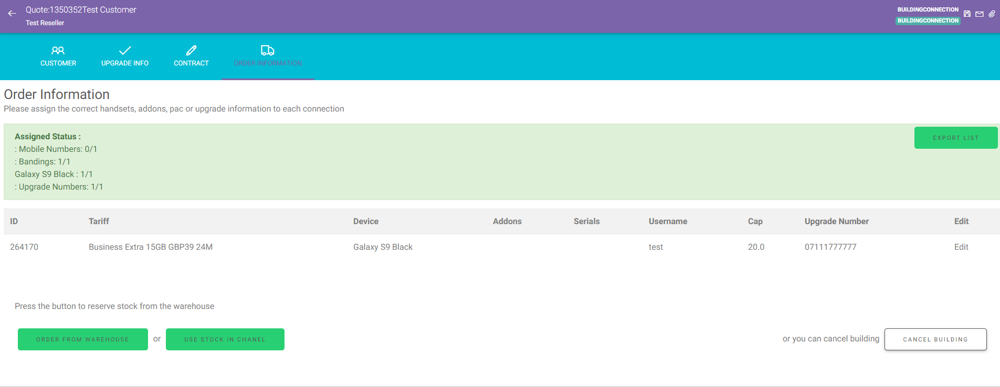 Quote:1350352Test Customer
Test Reseller
BUILDINGCONNECTION
BUILDINGCONNECTION
CUSTOMER
UPGRADE INFO
CONTRACT
ORDER INFORMATION
Order Information
Please assign the correct handsets, addons, pac or upgrade information to each connection
Assigned Status :
: Mobile Numbers: 0/1
: Bandings: 1/1
Galaxy S9 Black : 1/1
: Upgrade Numbers: 1/1
EXPORT LIST
ID Tariff Device Addons Serials Username Cap Upgrade Number Edit
264170 Business Extra 15GB GBP39 24M Galaxy S9 Black test 20.0 07111777777 Edit
Press the button to reserve stock from the warehouse
ORDER FROM WAREHOUSE or USE STOCK IN CHANEL or you can cancel building CANCEL BUILDING